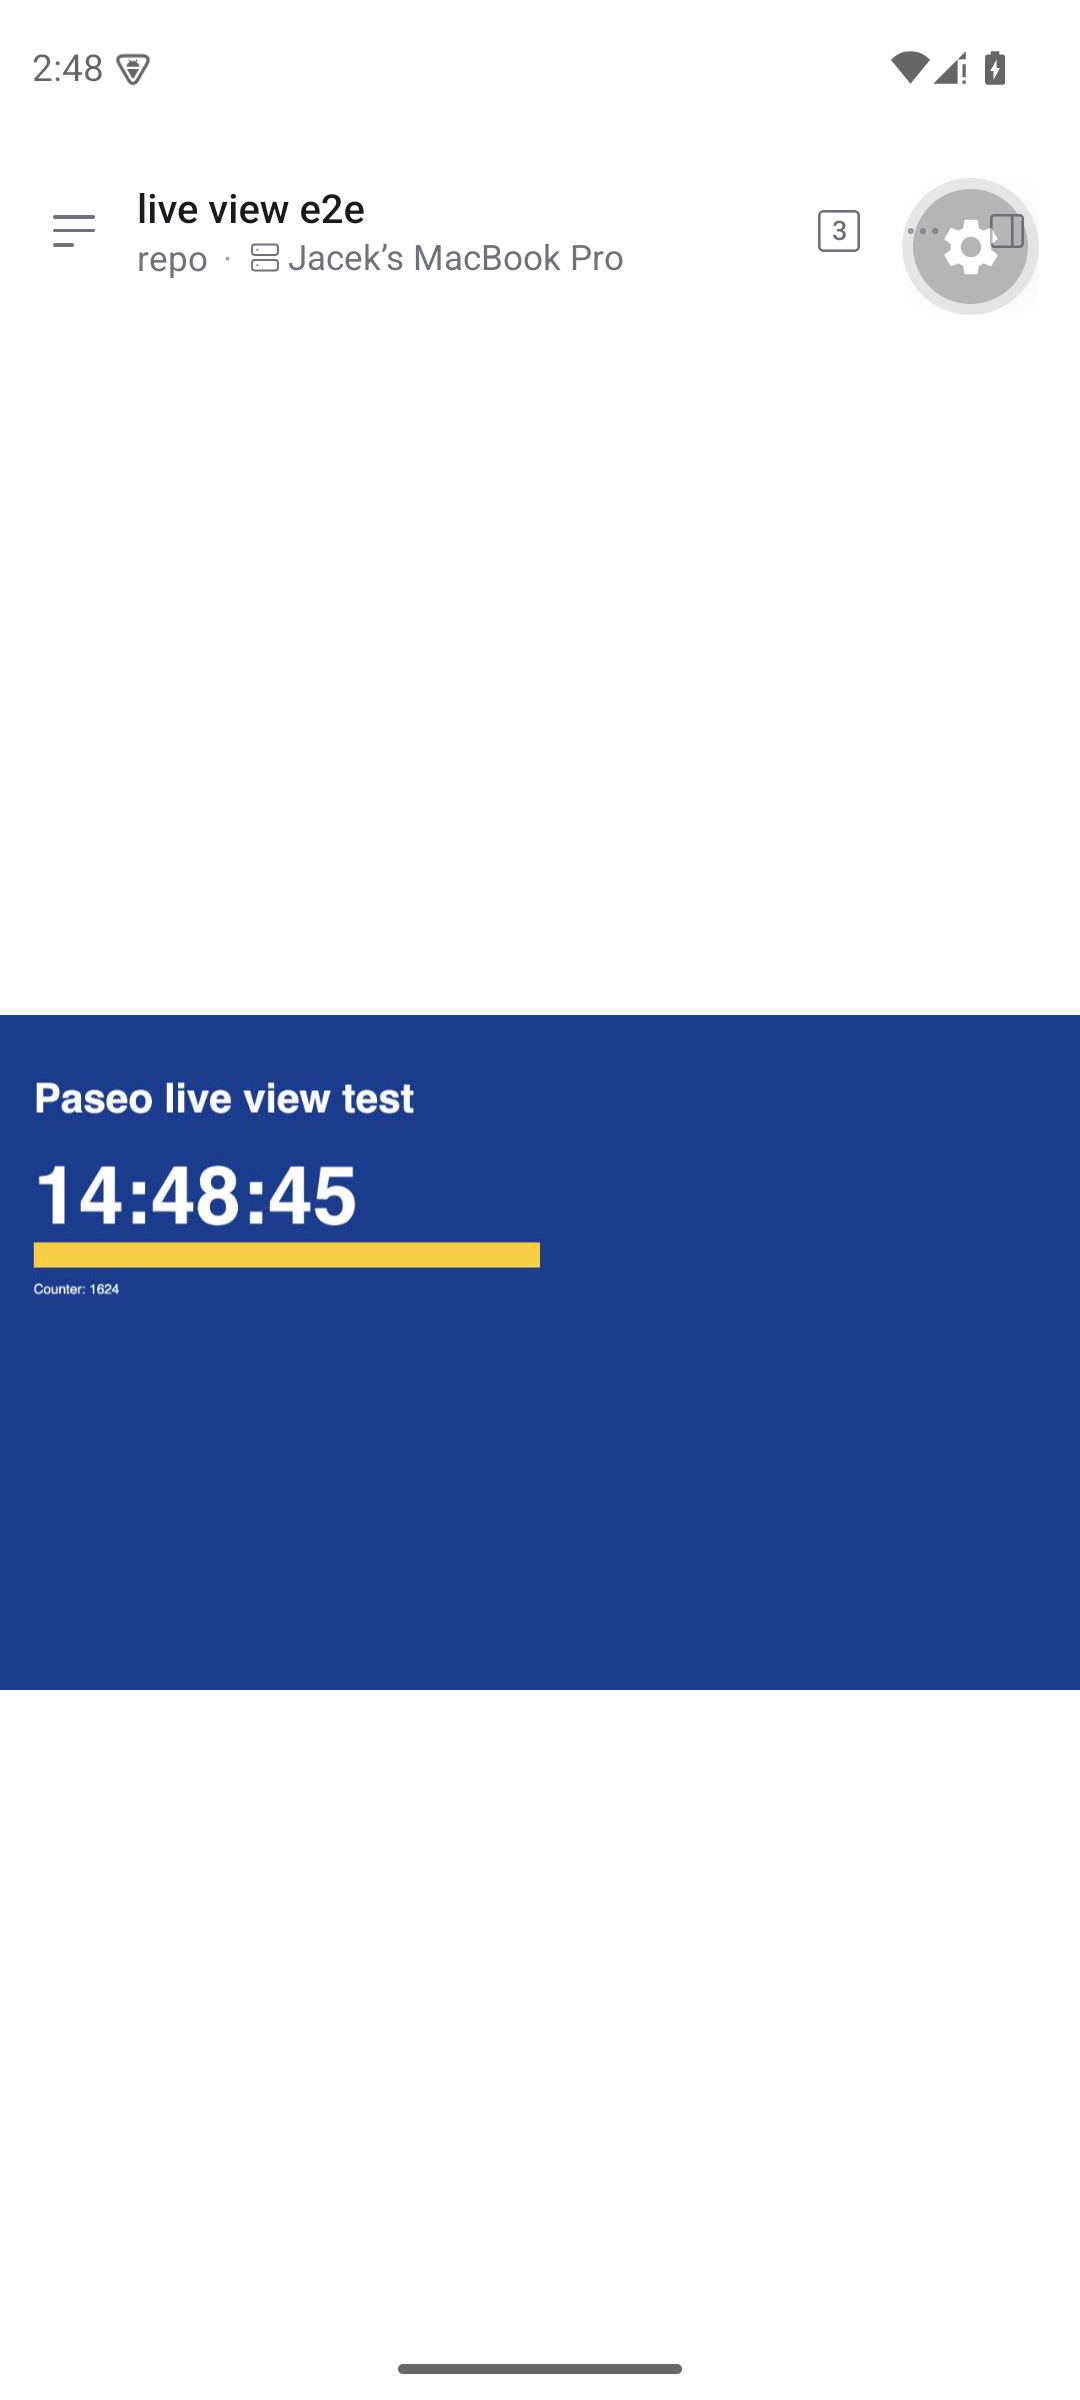 2:48
live view e2e
3
repo · Jacek’s MacBook Pro
Paseo live view test
14:48:45
Counter: 1624